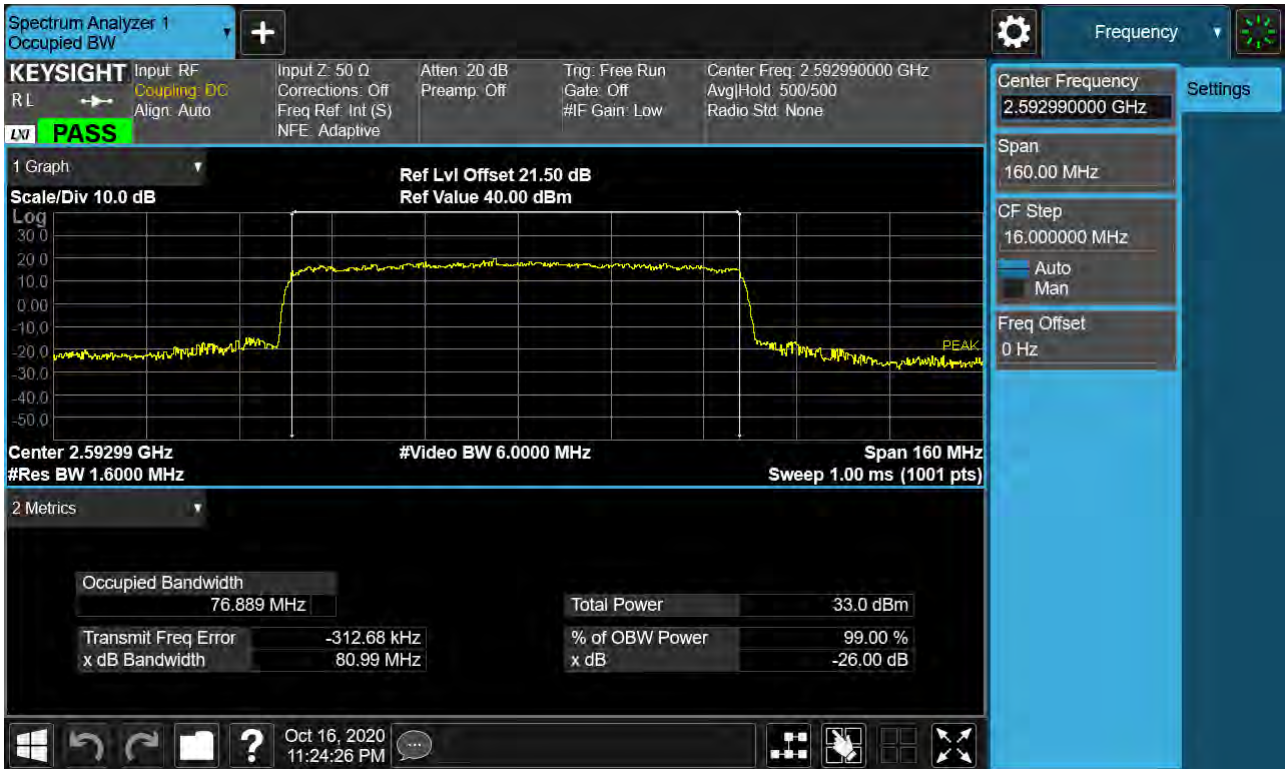 Spectrum Analyzer 1
Occupied BW
+
Frequency
KEYSIGHT
R L
LXI PASS
Input: RF
Coupling: DC
Align: Auto
Input Z: 50 Ω
Corrections: Off
Freq Ref: Int (S)
NFE: Adaptive
Atten: 20 dB
Preamp: Off
Trig: Free Run
Gate: Off
#IF Gain: Low
Center Freq: 2.592990000 GHz
Avg|Hold: 500/500
Radio Std: None
Center Frequency
2.592990000 GHz
Settings
Span
160.00 MHz
CF Step
16.000000 MHz
Auto
Man
Freq Offset
0 Hz
1 Graph
Scale/Div 10.0 dB
Ref Lvl Offset 21.50 dB
Ref Value 40.00 dBm
Log
30.0
20.0
10.0
0.00
-10.0
-20.0
-30.0
-40.0
-50.0
PEAK
Center 2.59299 GHz
#Video BW 6.0000 MHz
Span 160 MHz
#Res BW 1.6000 MHz
Sweep 1.00 ms (1001 pts)
2 Metrics
Occupied Bandwidth
76.889 MHz
Total Power 33.0 dBm
Transmit Freq Error -312.68 kHz
% of OBW Power 99.00 %
x dB Bandwidth 80.99 MHz
x dB -26.00 dB
?
Oct 16, 2020
11:24:26 PM